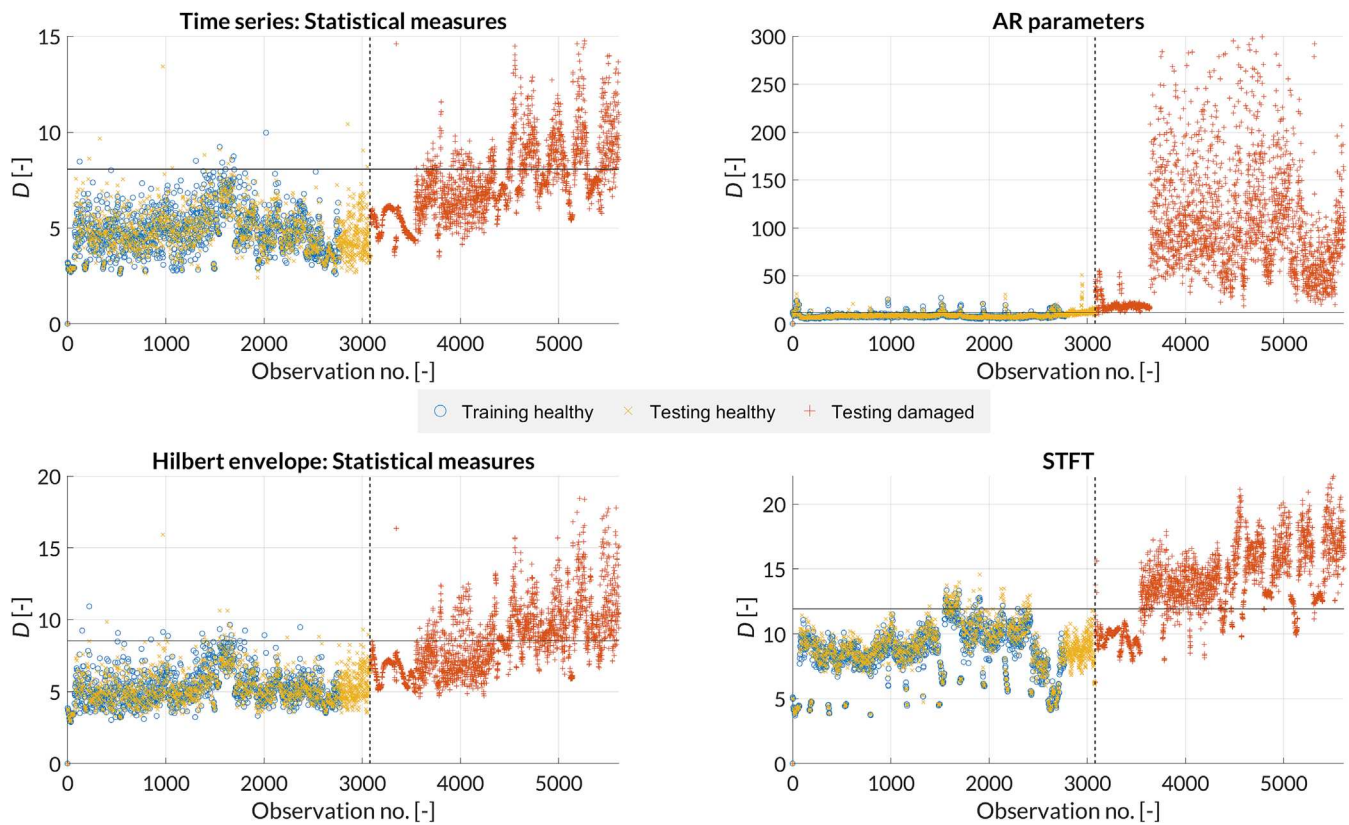 Time series: Statistical measures
15
10
5
0
D [-]
0 1000 2000 3000 4000 5000
Observation no. [-]
AR parameters
300
250
200
150
100
50
0
D [-]
0 1000 2000 3000 4000 5000
Observation no. [-]
Training healthy Testing healthy Testing damaged
Hilbert envelope: Statistical measures
20
15
10
5
0
D [-]
0 1000 2000 3000 4000 5000
Observation no. [-]
STFT
20
15
10
5
0
D [-]
0 1000 2000 3000 4000 5000
Observation no. [-]